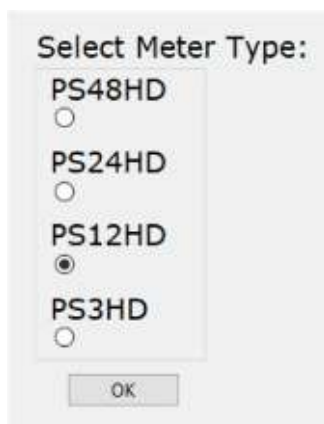 Select Meter Type:
PS48HD
PS24HD
PS12HD
PS3HD
OK